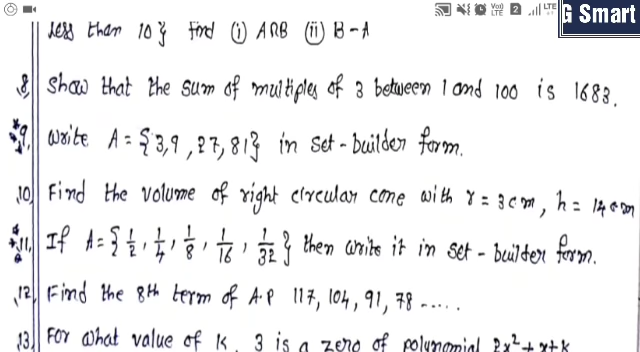 G Smart
less than 10} find (i) A∩B (ii) B-A
8, Show that the sum of multiples of 3 between 1 and 100 is 1683.
*9, Write A = {3,9,27,81} in set-builder form.
10, Find the volume of right circular cone with r = 3cm, h = 14cm
*11, If A = {1/2, 1/4, 1/8, 1/16, 1/32} then write it in set-builder form.
12, Find the 8th term of A.P 117, 104, 91, 78 .....
13, For what value of K, 3 is a zero of polynomial 2x²+x+k